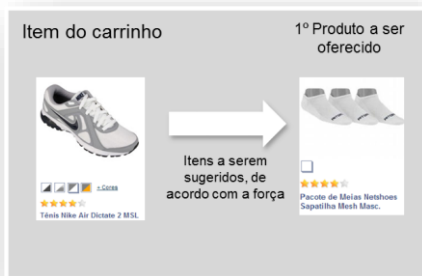 Item do carrinho
1º Produto a ser
oferecido
Itens a serem
sugeridos, de
acordo com a força
+ Cores
Tênis Nike Air Dictate 2 MSL
Pacote de Meias Netshoes
Sapatilha Mesh Masc.